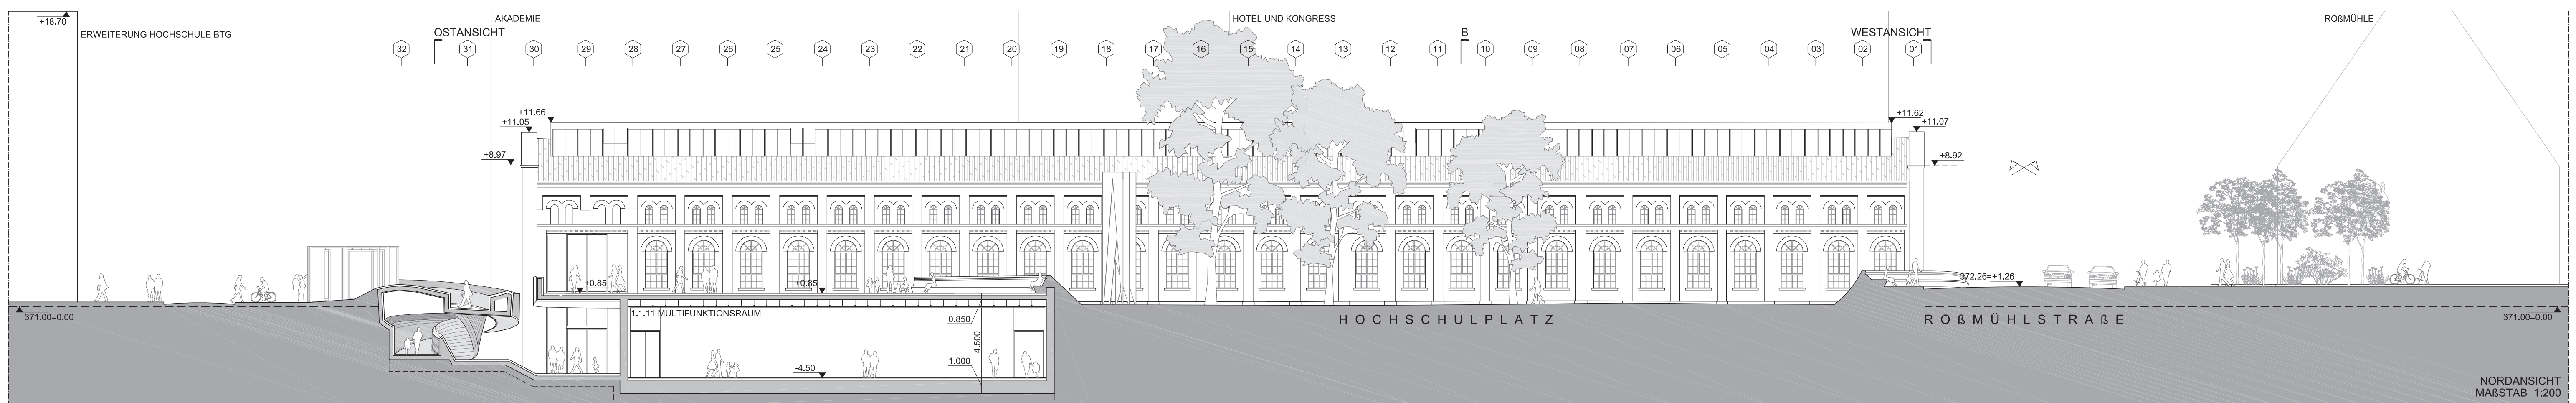 +18.70
ERWEITERUNG HOCHSCHULE BTG
AKADEMIE
HOTEL UND KONGRESS
ROßMÜHLE
OSTANSICHT
B
WESTANSICHT
32 31 30 29 28 27 26 25 24 23 22 21 20 19 18 17 16 15 14 13 12 11 10 09 08 07 06 05 04 03 02 01
+11.66
+11.05
+8.97
+11.62
+11.07
+8.92
+0.85
+0.85
372.26=+1.26
371.00=0.00
1.1.11 MULTIFUNKTIONSRAUM
0.850
4.500
1.000
-4.50
HOCHSCHULPLATZ
ROßMÜHLSTRAßE
371.00=0.00
NORDANSICHT
MAßSTAB 1:200